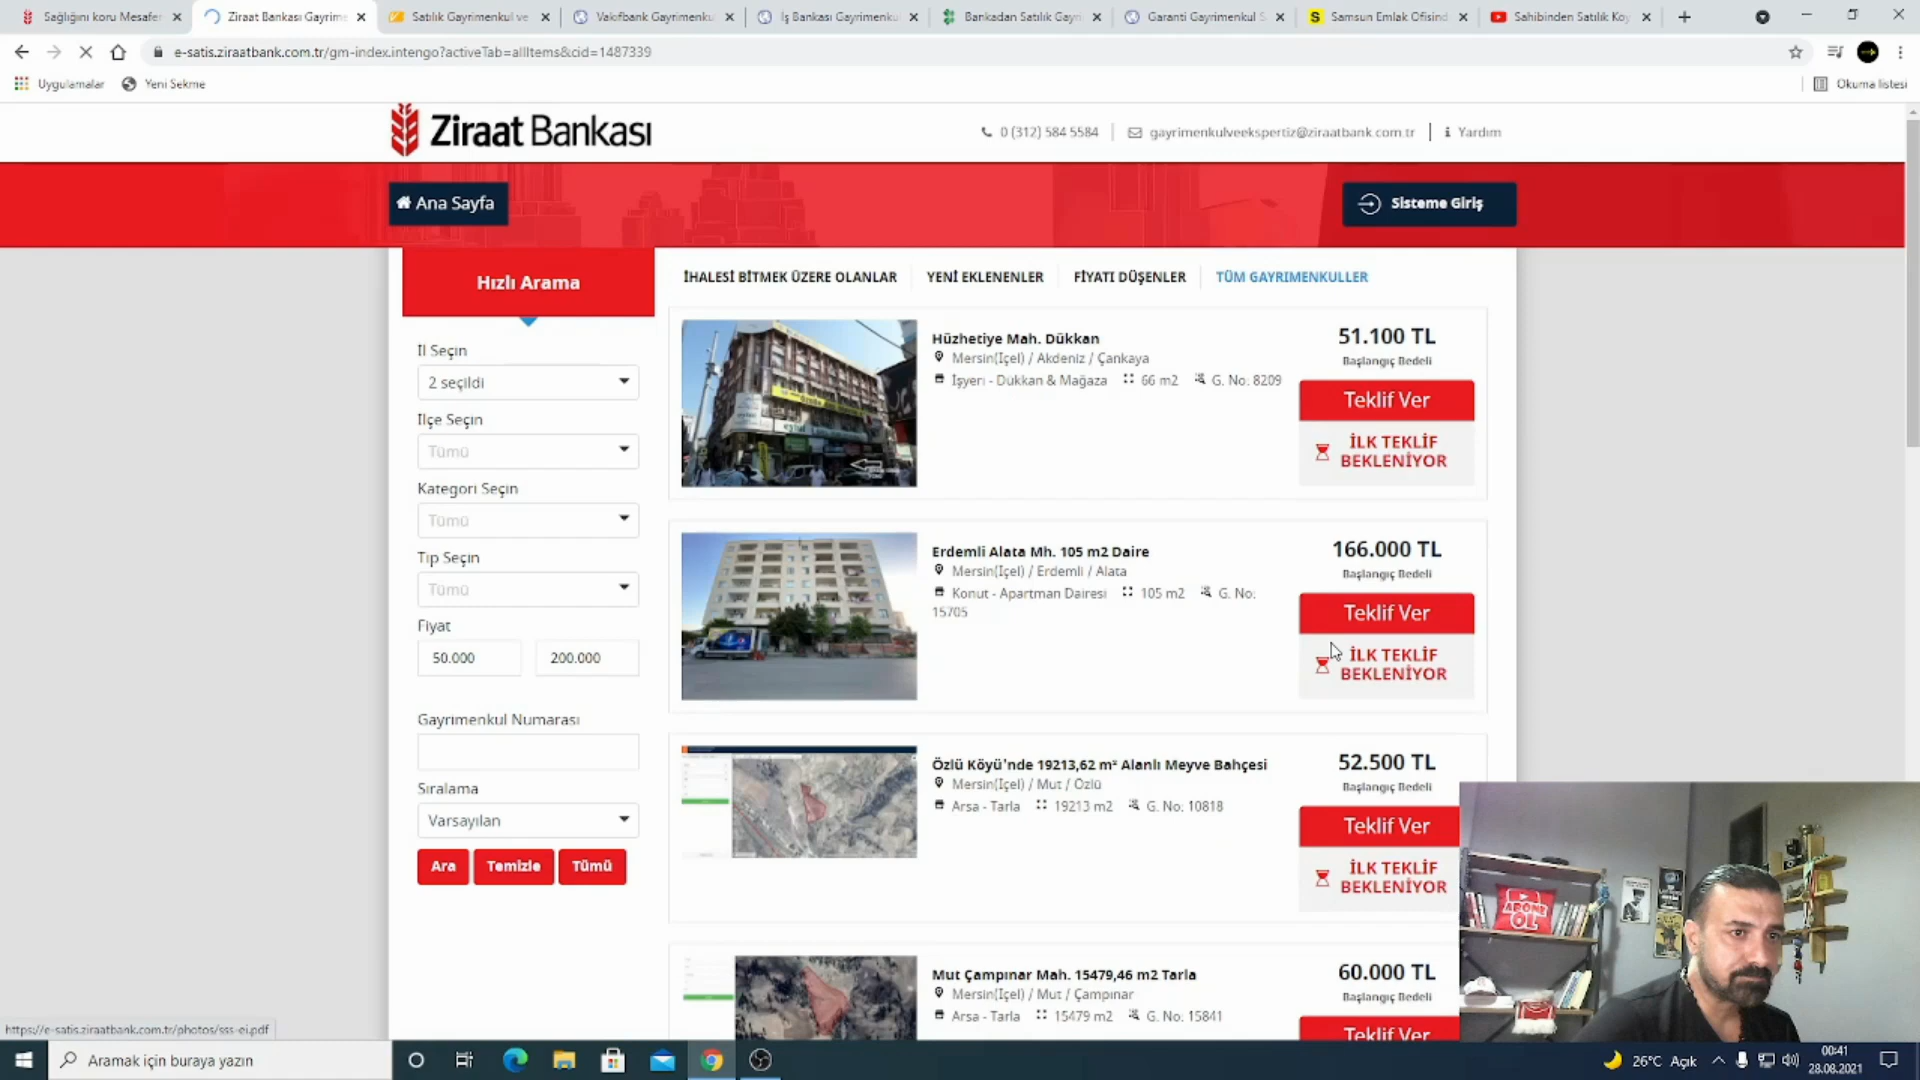 Sağlığını koru Mesafer
Ziraat Bankası Gayrime
Satılık Gayrimenkul ve
Vakıfbank Gayrimenku
İş Bankası Gayrimenku
Bankadan Satılık Gayri
Garanti Gayrimenkul S
Samsun Emlak Ofisind
Sahibinden Satılık Köy
e-satis.ziraatbank.com.tr/gm-index.intengo?activeTab=allItems&cid=1487339
Uygulamalar
Yeni Sekme
Okuma listesi
Ziraat Bankası
0 (312) 584 5584
gayrimenkulveekspertiz@ziraatbank.com.tr
Yardım
Ana Sayfa
Sisteme Giriş
Hızlı Arama
İl Seçin
2 seçildi
İlçe Seçin
Tümü
Kategori Seçin
Tümü
Tip Seçin
Tümü
Fiyat
50.000
200.000
Gayrimenkul Numarası
Sıralama
Varsayılan
Ara
Temizle
Tümü
İHALESİ BİTMEK ÜZERE OLANLAR
YENİ EKLENENLER
FİYATI DÜŞENLER
TÜM GAYRIMENKULLER
Hüzhetiye Mah. Dükkan
Mersin(İçel) / Akdeniz / Çankaya
İşyeri - Dükkan & Mağaza 66 m2 G. No: 8209
51.100 TL
Başlangıç Bedeli
Teklif Ver
İLK TEKLİF
BEKLENİYOR
Erdemli Alata Mh. 105 m2 Daire
Mersin(İçel) / Erdemli / Alata
Konut - Apartman Dairesi 105 m2 G. No:
15705
166.000 TL
Başlangıç Bedeli
Teklif Ver
İLK TEKLİF
BEKLENİYOR
Özlü Köyü'nde 19213,62 m² Alanlı Meyve Bahçesi
Mersin(İçel) / Mut / Özlü
Arsa - Tarla 19213 m2 G. No: 10818
52.500 TL
Başlangıç Bedeli
Teklif Ver
İLK TEKLİF
BEKLENİYOR
Mut Çampınar Mah. 15479,46 m2 Tarla
Mersin(İçel) / Mut / Çampınar
Arsa - Tarla 15479 m2 G. No: 15841
60.000 TL
Başlangıç Bedeli
Teklif Ver
ABONE
OL
https://e-satis.ziraatbank.com.tr/photos/sss-ei.pdf
Aramak için buraya yazın
26°C Açık
00:41
28.08.2021